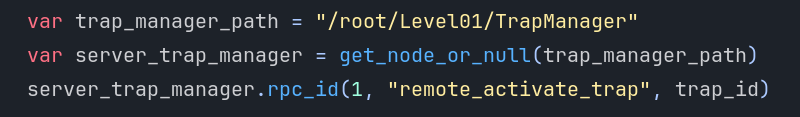 var trap_manager_path = "/root/Level01/TrapManager"
var server_trap_manager = get_node_or_null(trap_manager_path)
server_trap_manager.rpc_id(1, "remote_activate_trap", trap_id)